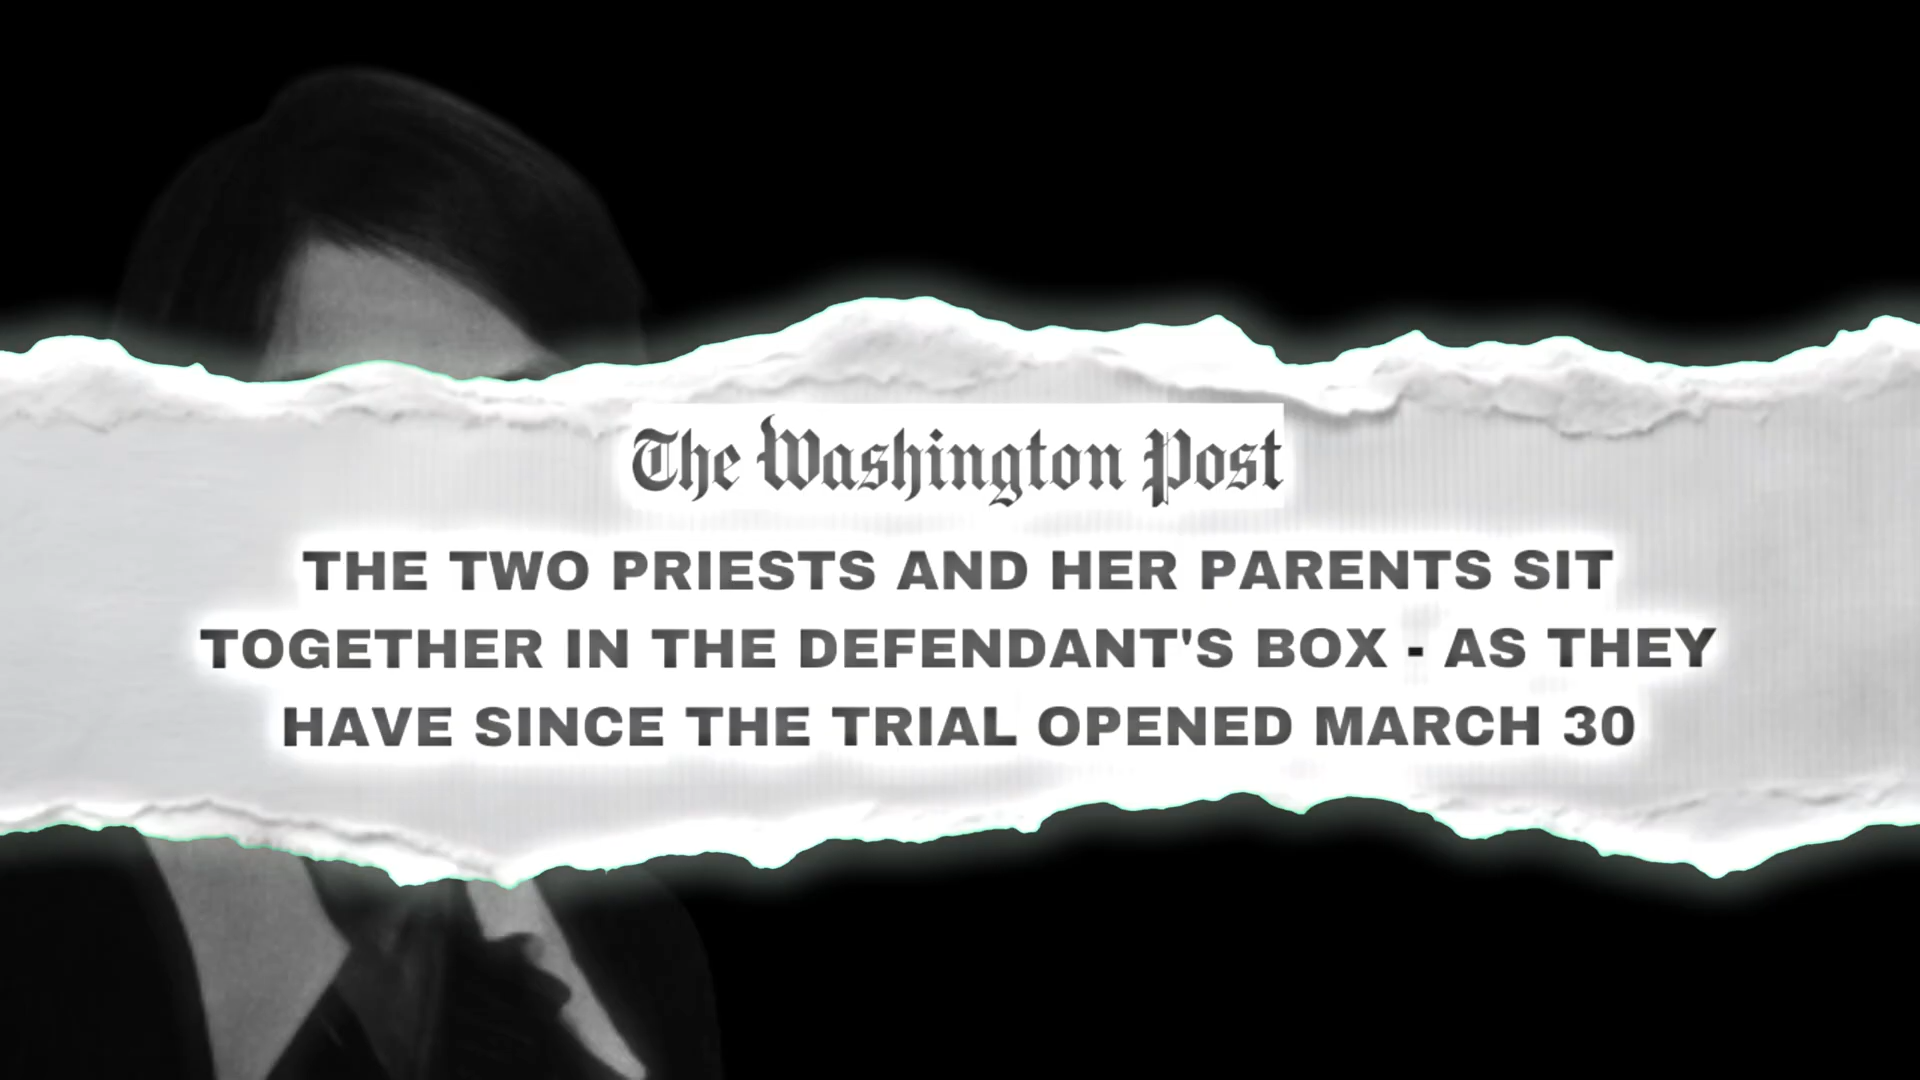 The Washington Post
THE TWO PRIESTS AND HER PARENTS SIT
TOGETHER IN THE DEFENDANT'S BOX - AS THEY
HAVE SINCE THE TRIAL OPENED MARCH 30